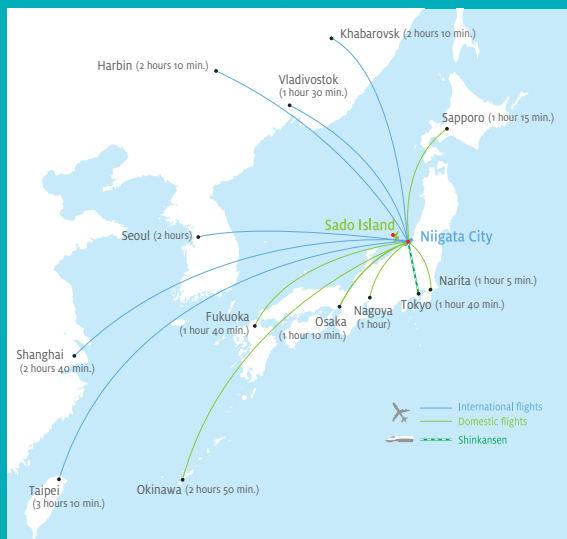 Khabarovsk (2 hours 10 min.)
Harbin (2 hours 10 min.)
Vladivostok
(1 hour 30 min.)
Sapporo (1 hour 15 min.)
Sado Island
Seoul (2 hours)
Niigata City
Narita (1 hour 5 min.)
Tokyo (1 hour 40 min.)
Nagoya
(1 hour)
Fukuoka
(1 hour 40 min.)
Osaka
(1 hour 10 min.)
Shanghai
(2 hours 40 min.)
International flights
Domestic flights
Shinkansen
Taipei
(3 hours 10 min.)
Okinawa (2 hours 50 min.)